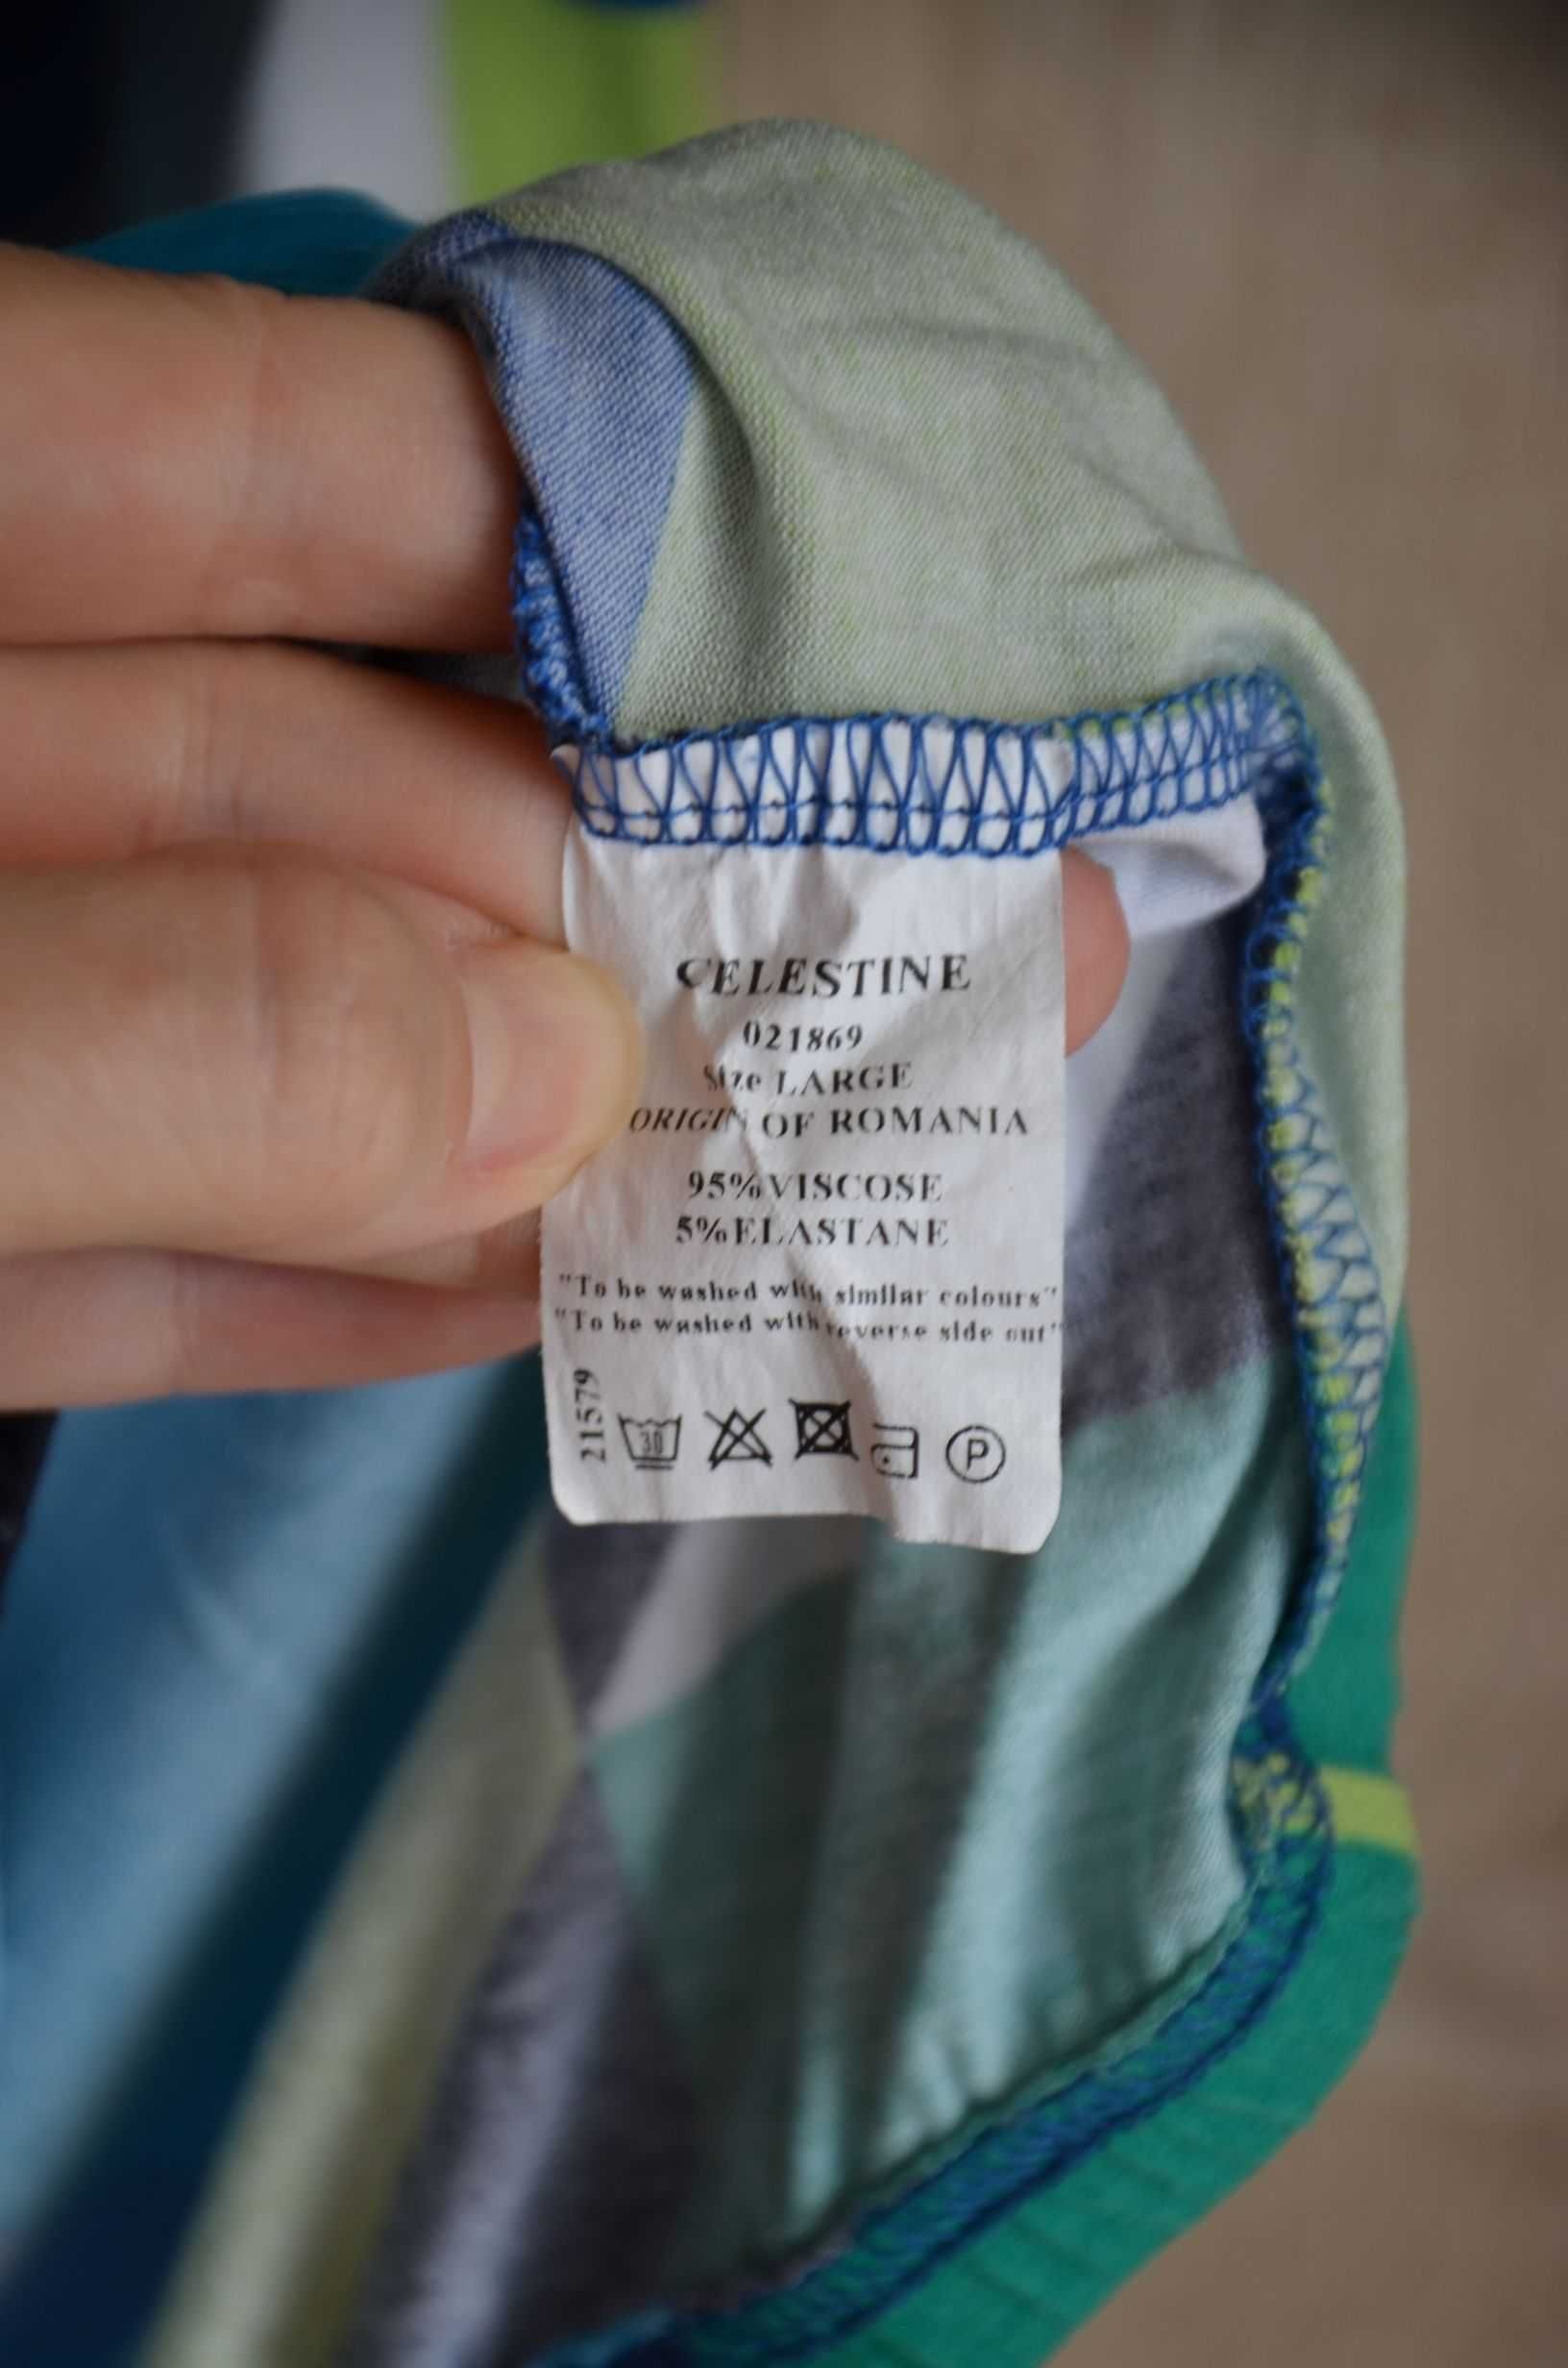 CELESTINE
021869
Size LARGE
ORIGIN OF ROMANIA
95%VISCOSE
5%ELASTANE
"To be washed with similar colours"
"To be washed with reverse side out"
21579
30
P